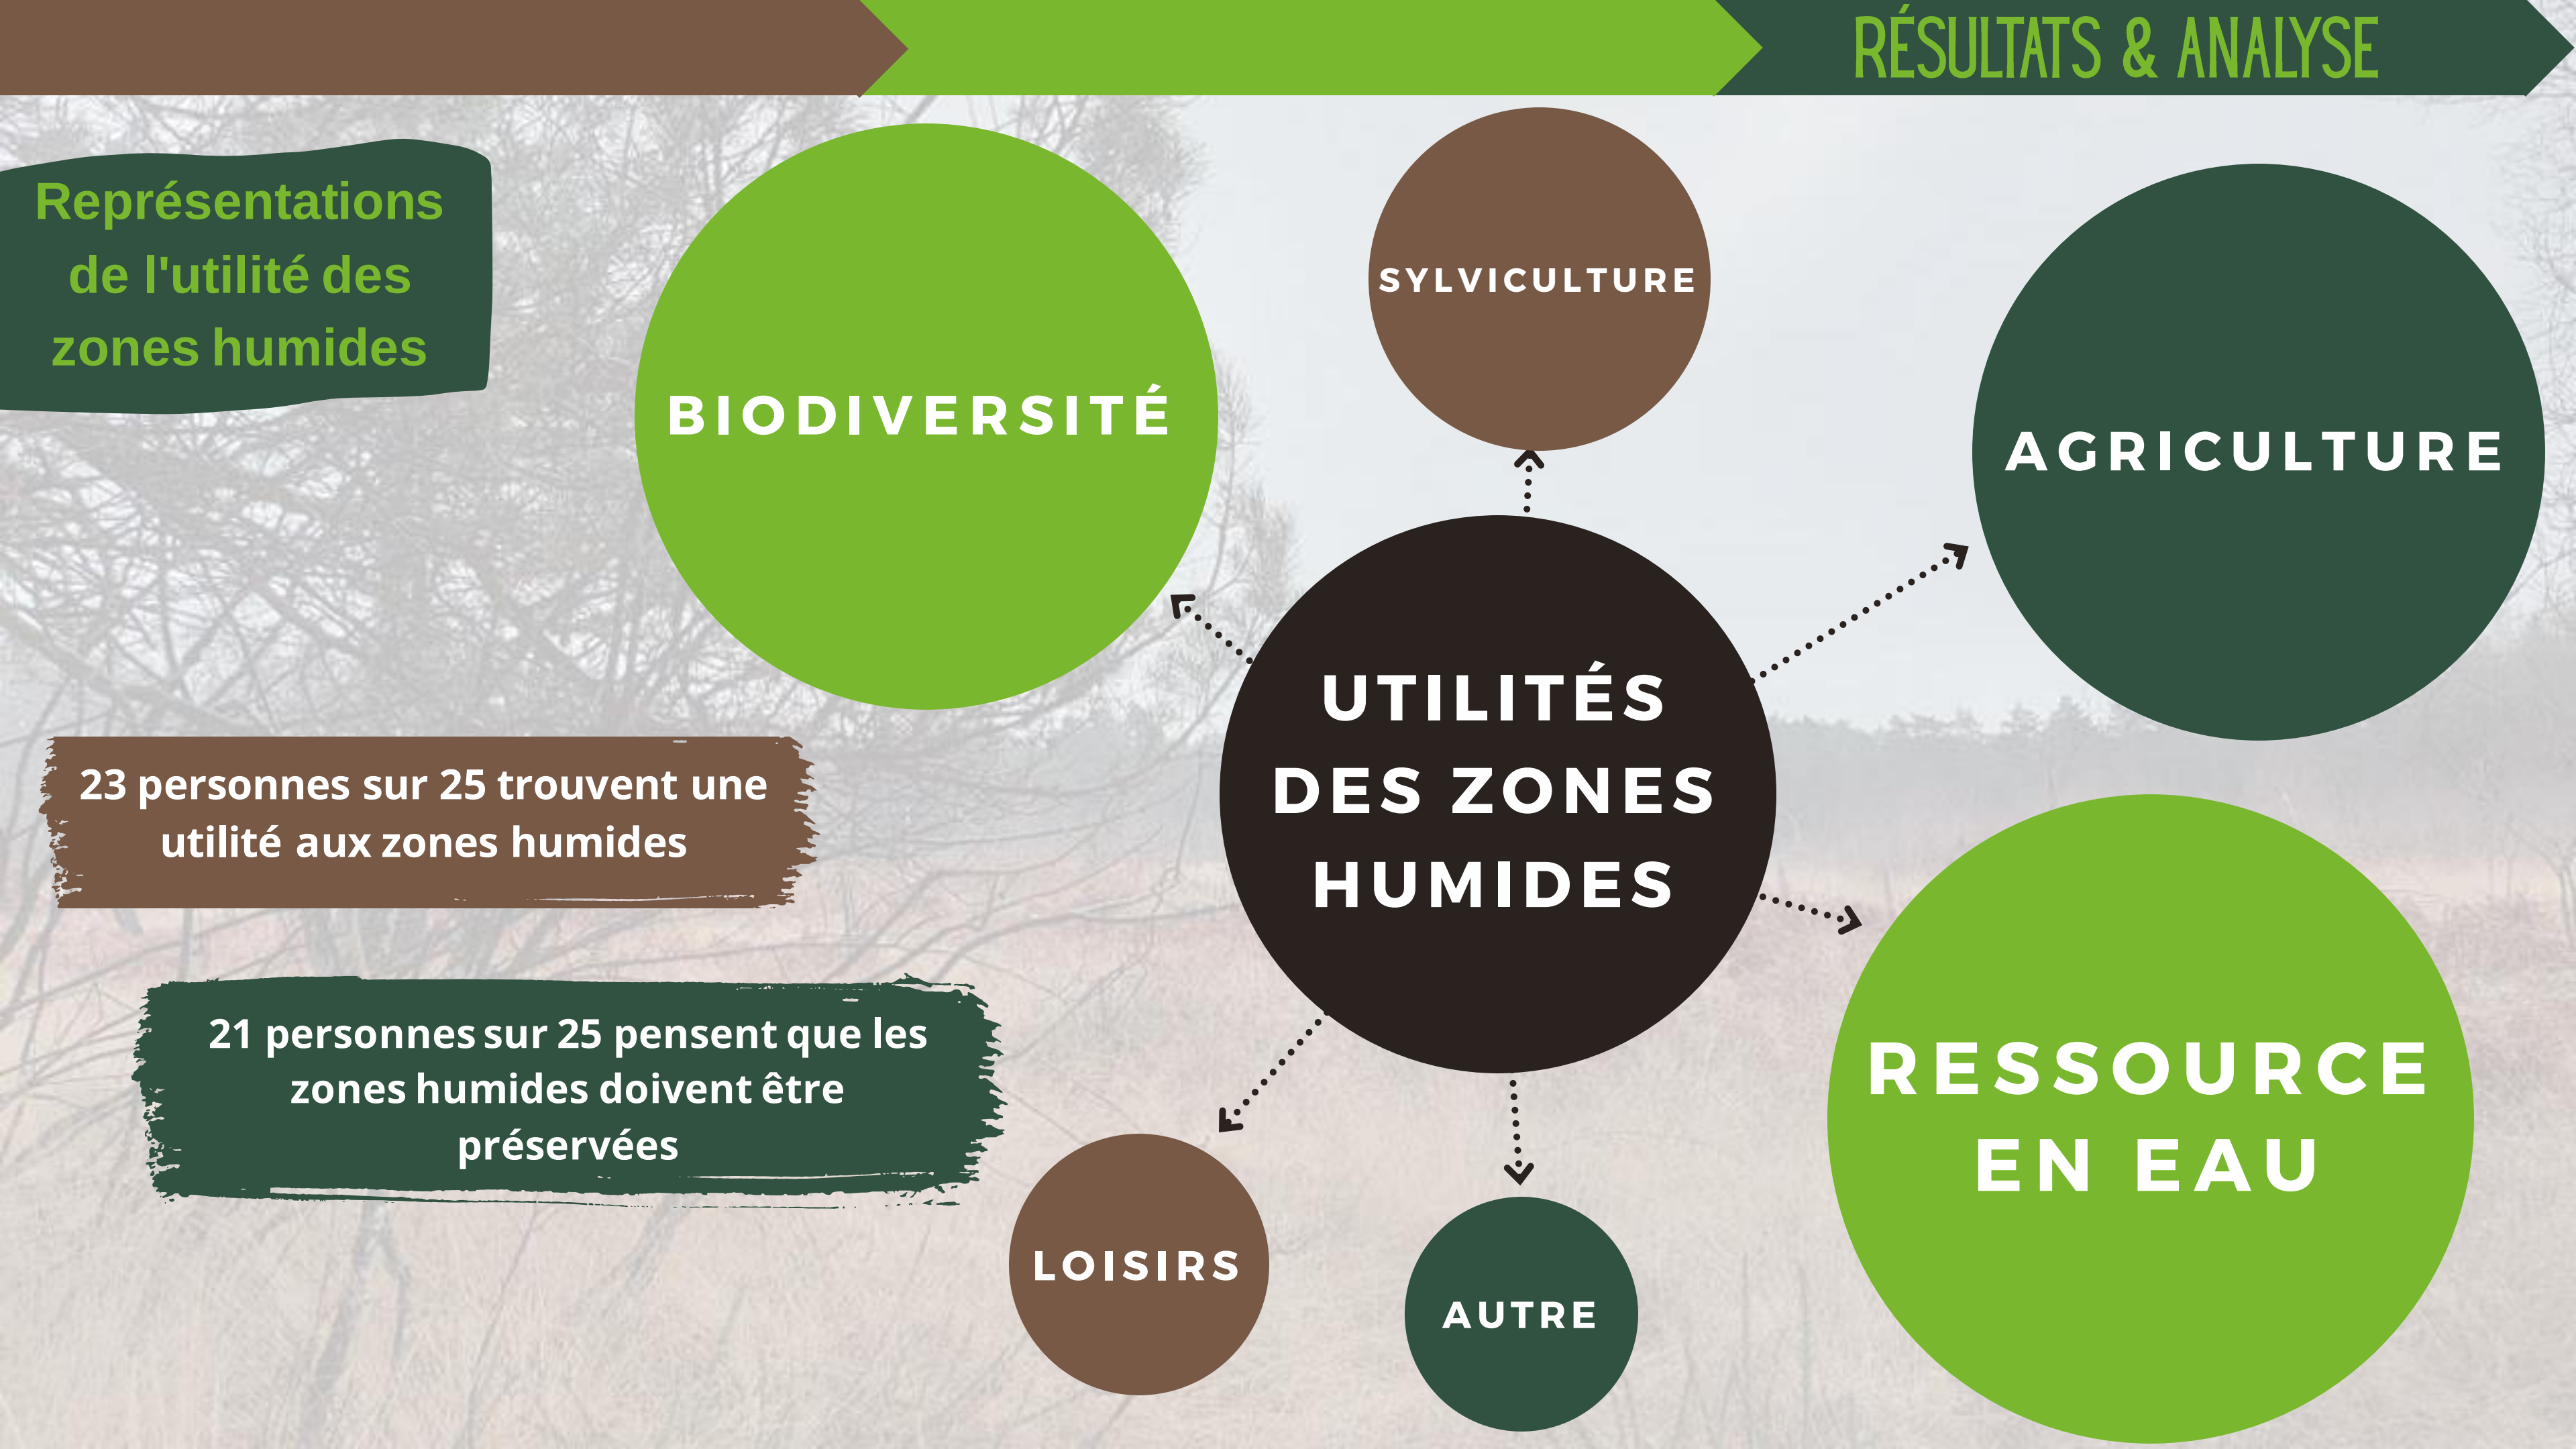 RÉSULTATS & ANALYSE
Représentations
de l'utilité des
zones humides
BIODIVERSITÉ
SYLVICULTURE
AGRICULTURE
UTILITÉS
DES ZONES
HUMIDES
23 personnes sur 25 trouvent une
utilité aux zones humides
21 personnes sur 25 pensent que les
zones humides doivent être
préservées
RESSOURCE
EN EAU
LOISIRS
AUTRE